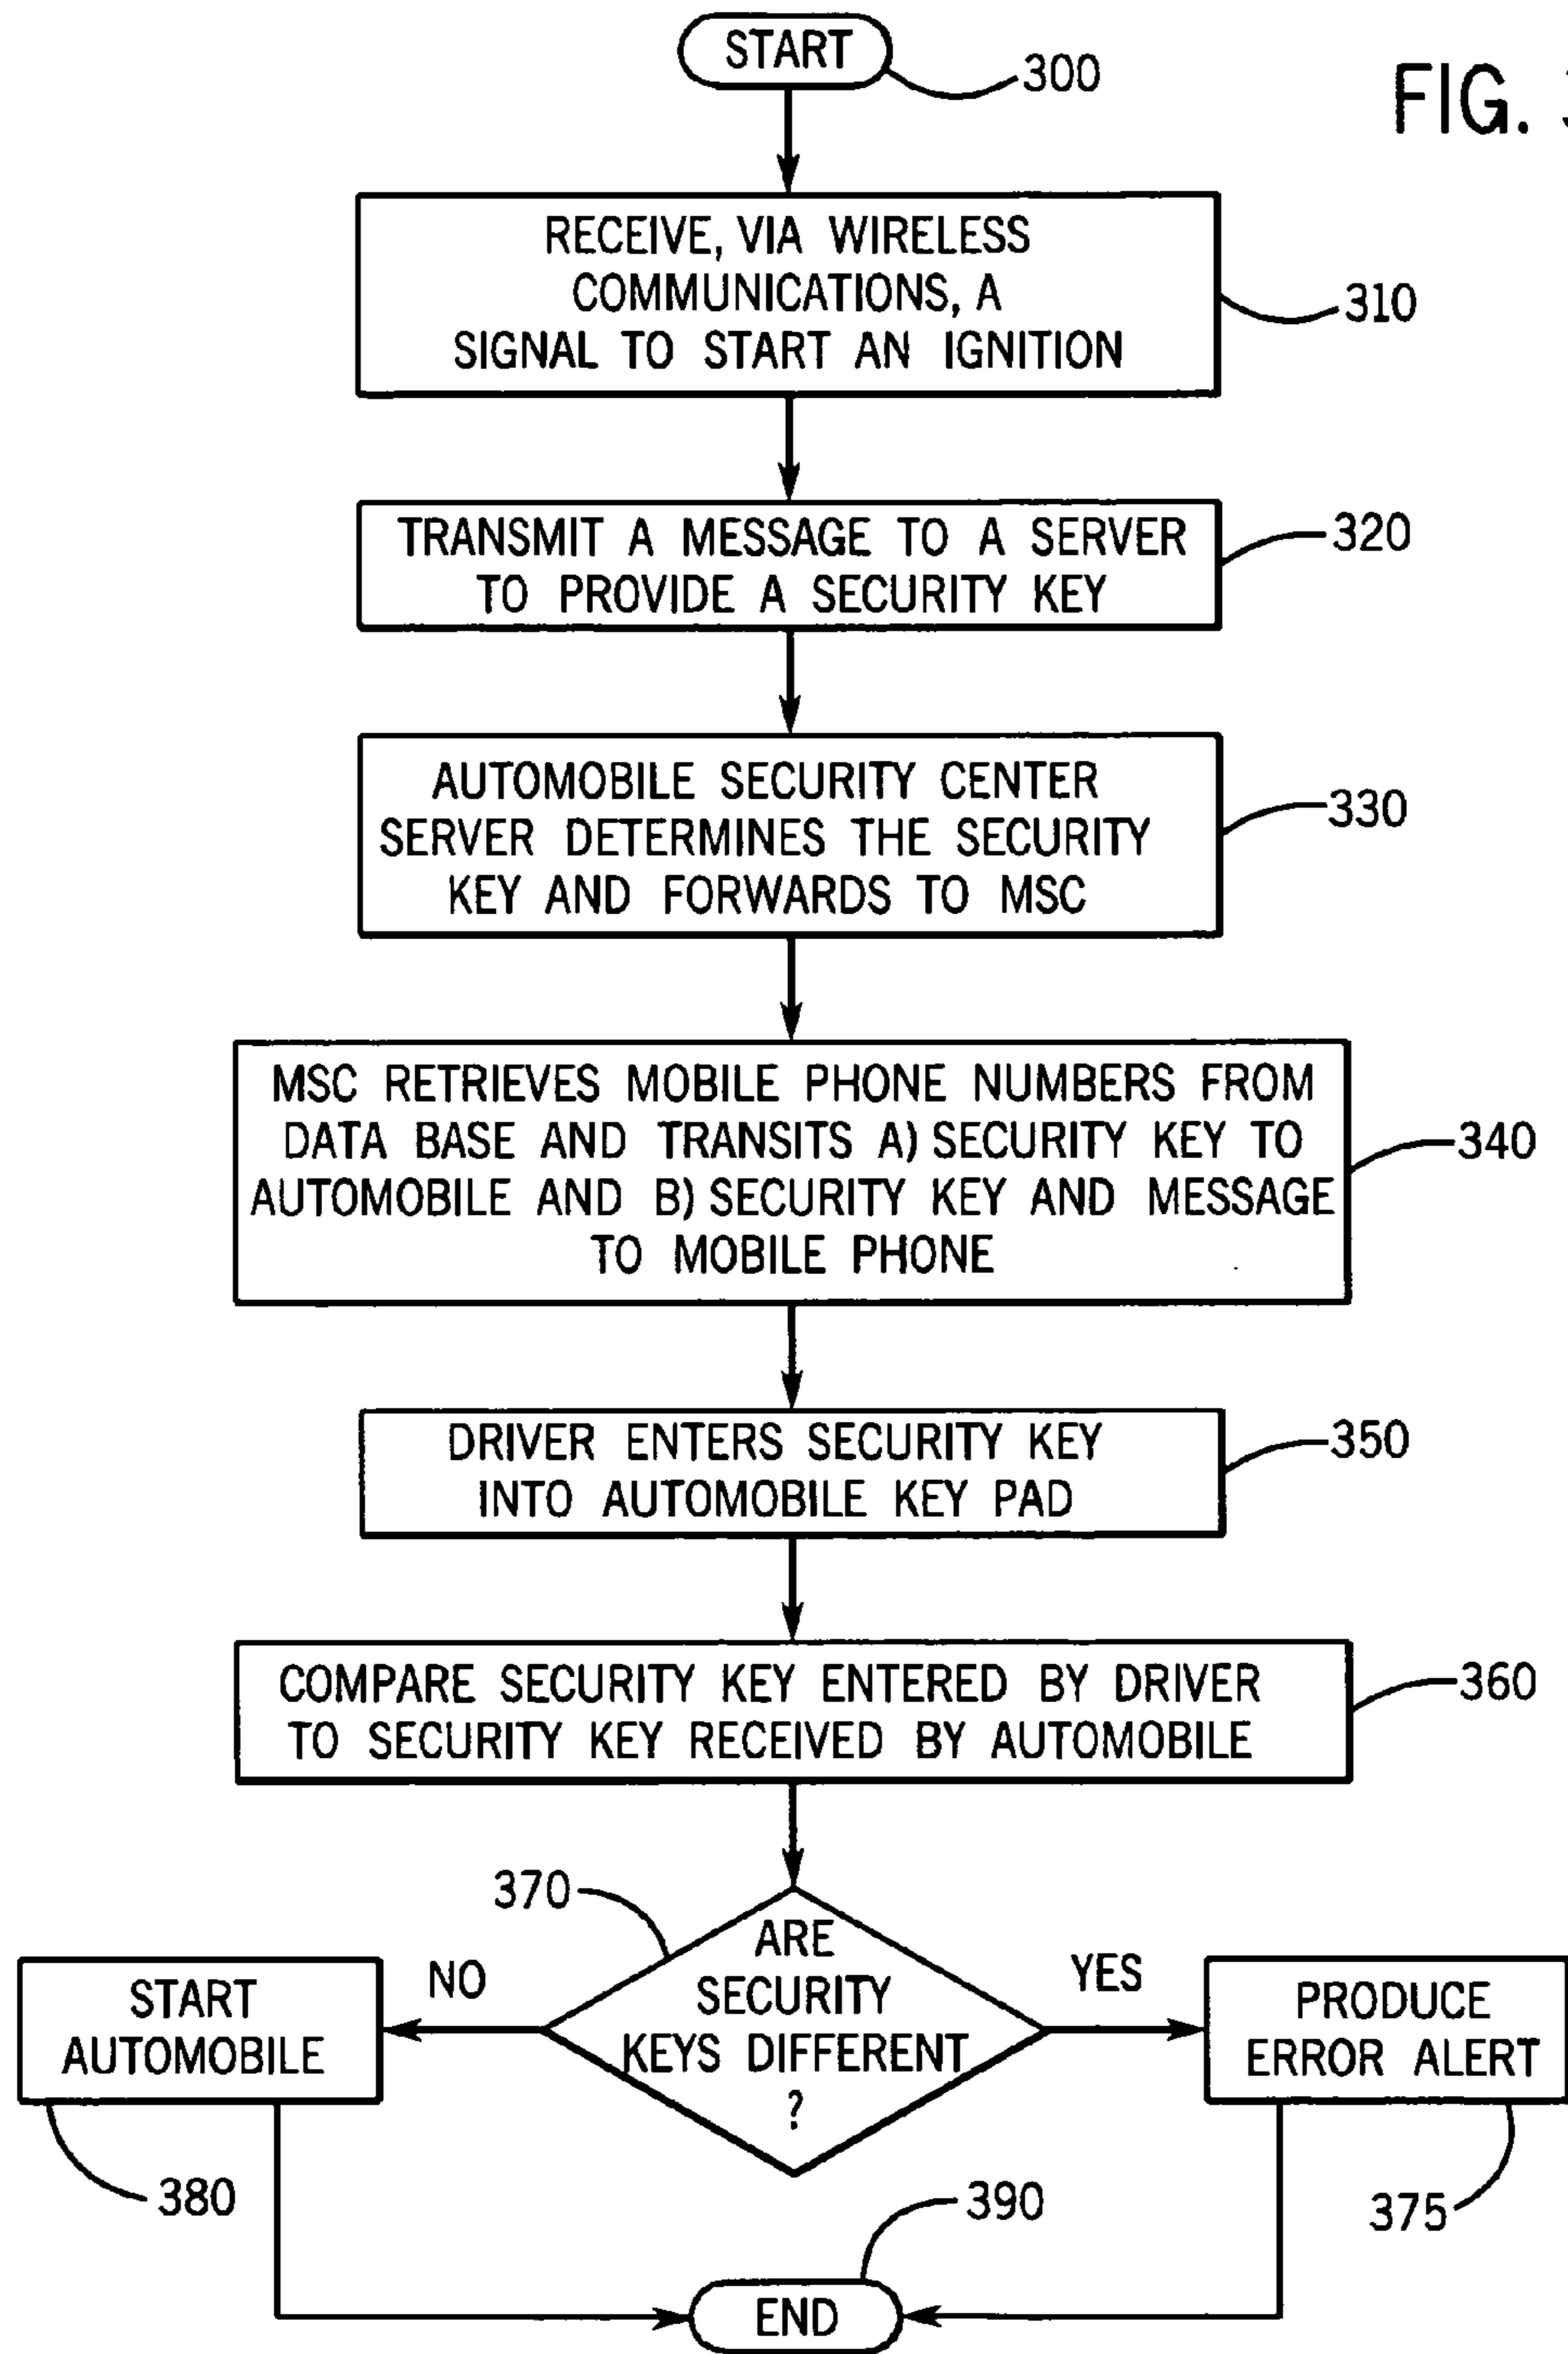 START
300
FIG.
RECEIVE, VIA WIRELESS
COMMUNICATIONS, A
SIGNAL TO START AN IGNITION
310
TRANSMIT A MESSAGE TO A SERVER
TO PROVIDE A SECURITY KEY
320
AUTOMOBILE SECURITY CENTER
SERVER DETERMINES THE SECURITY
KEY AND FORWARDS TO MSC
330
MSC RETRIEVES MOBILE PHONE NUMBERS FROM
DATA BASE AND TRANSITS A) SECURITY KEY TO
AUTOMOBILE AND B) SECURITY KEY AND MESSAGE
TO MOBILE PHONE
340
DRIVER ENTERS SECURITY KEY
INTO AUTOMOBILE KEY PAD
350
COMPARE SECURITY KEY ENTERED BY DRIVER
TO SECURITY KEY RECEIVED BY AUTOMOBILE
360
370
ARE
SECURITY
KEYS DIFFERENT
?
NO
YES
START
AUTOMOBILE
380
PRODUCE
ERROR ALERT
375
390
END